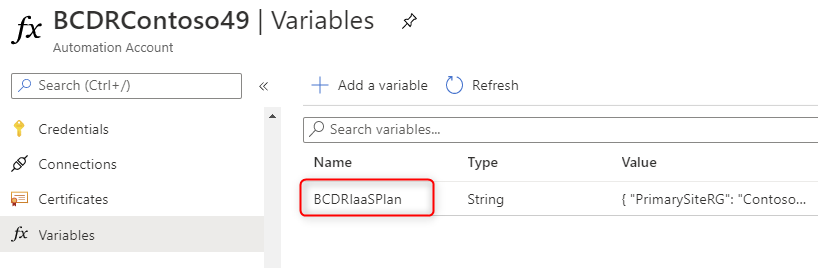 fx BCDRContoso49 | Variables
Automation Account
Search (Ctrl+/) «
Credentials
Connections
Certificates
fx Variables
+ Add a variable Refresh
Search variables...
Name Type Value
BCDRIaaSPlan String { "PrimarySiteRG": "Contoso...